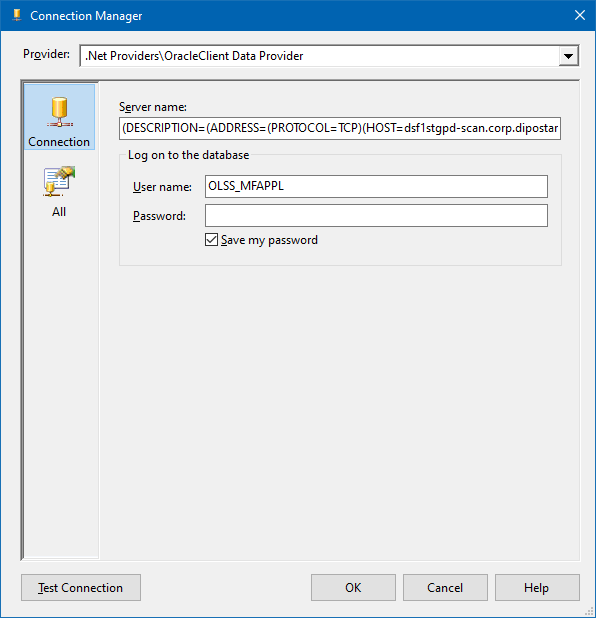 Connection Manager
Provider:
.Net Providers\OracleClient Data Provider
Connection
All
Server name:
(DESCRIPTION=(ADDRESS=(PROTOCOL=TCP)(HOST=dsf1stgpd-scan.corp.dipostar
Log on to the database
User name:
OLSS_MFAPPL
Password:
Save my password
Test Connection
OK
Cancel
Help